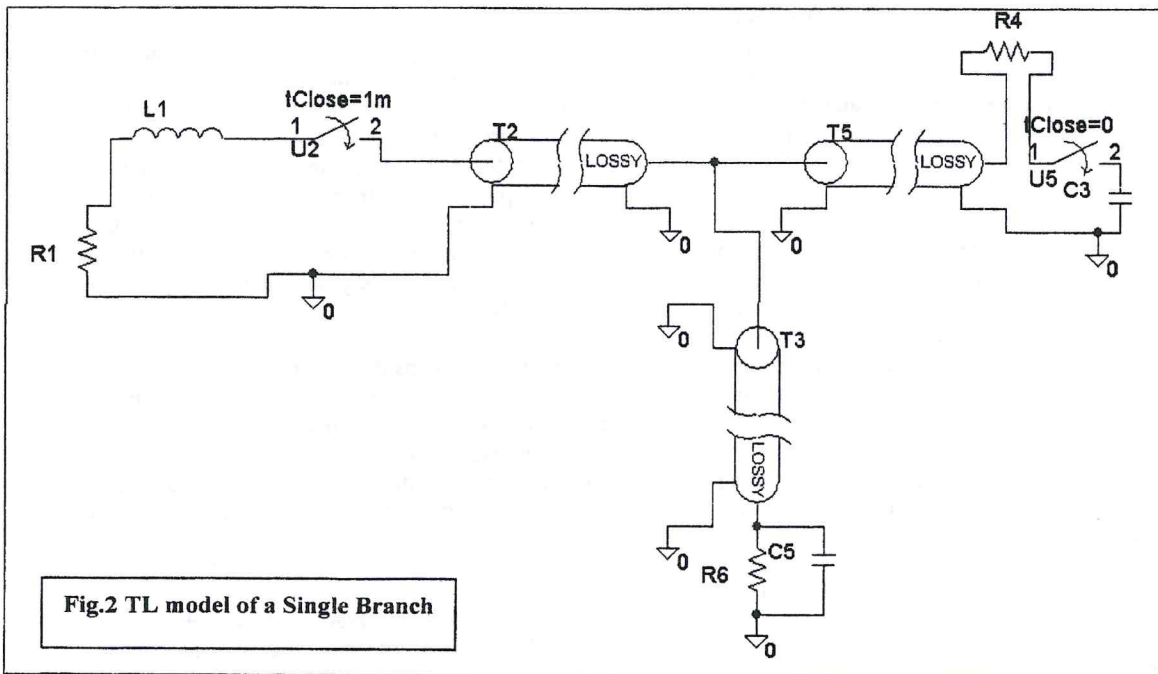 R4
L1
tClose=1m
1
2
U2
T2
LOSSY
T5
LOSSY
tClose=0
1
2
U5
C3
R1
0
0
0
0
0
T3
LOSSY
0
C5
R6
0
Fig.2 TL model of a Single Branch